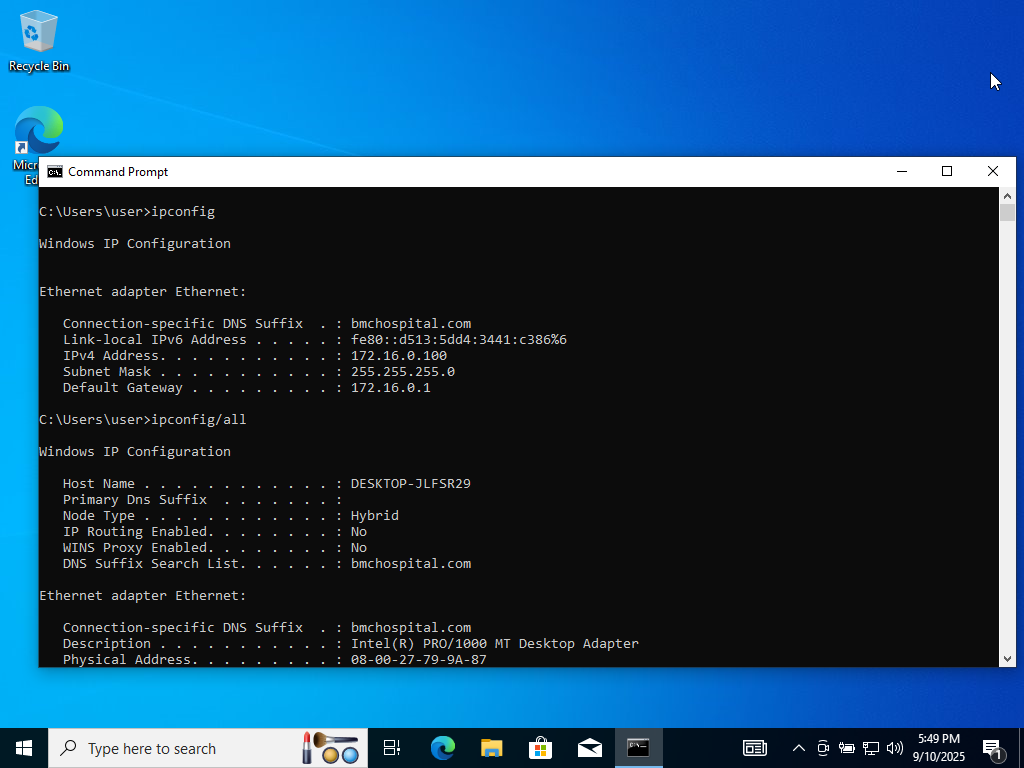 Recycle Bin
Micr
Ed
Command Prompt
C:\Users\user>ipconfig
Windows IP Configuration
Ethernet adapter Ethernet:
Connection-specific DNS Suffix  . : bmchospital.com
Link-local IPv6 Address . . . . . : fe80::d513:5dd4:3441:c386%6
IPv4 Address. . . . . . . . . . . : 172.16.0.100
Subnet Mask . . . . . . . . . . . : 255.255.255.0
Default Gateway . . . . . . . . . : 172.16.0.1
C:\Users\user>ipconfig/all
Windows IP Configuration
Host Name . . . . . . . . . . . . : DESKTOP-JLFSR29
Primary Dns Suffix  . . . . . . . :
Node Type . . . . . . . . . . . . : Hybrid
IP Routing Enabled. . . . . . . . : No
WINS Proxy Enabled. . . . . . . . : No
DNS Suffix Search List. . . . . . : bmchospital.com
Ethernet adapter Ethernet:
Connection-specific DNS Suffix  . : bmchospital.com
Description . . . . . . . . . . . : Intel(R) PRO/1000 MT Desktop Adapter
Physical Address. . . . . . . . . : 08-00-27-79-9A-87
Type here to search
5:49 PM
9/10/2025
1